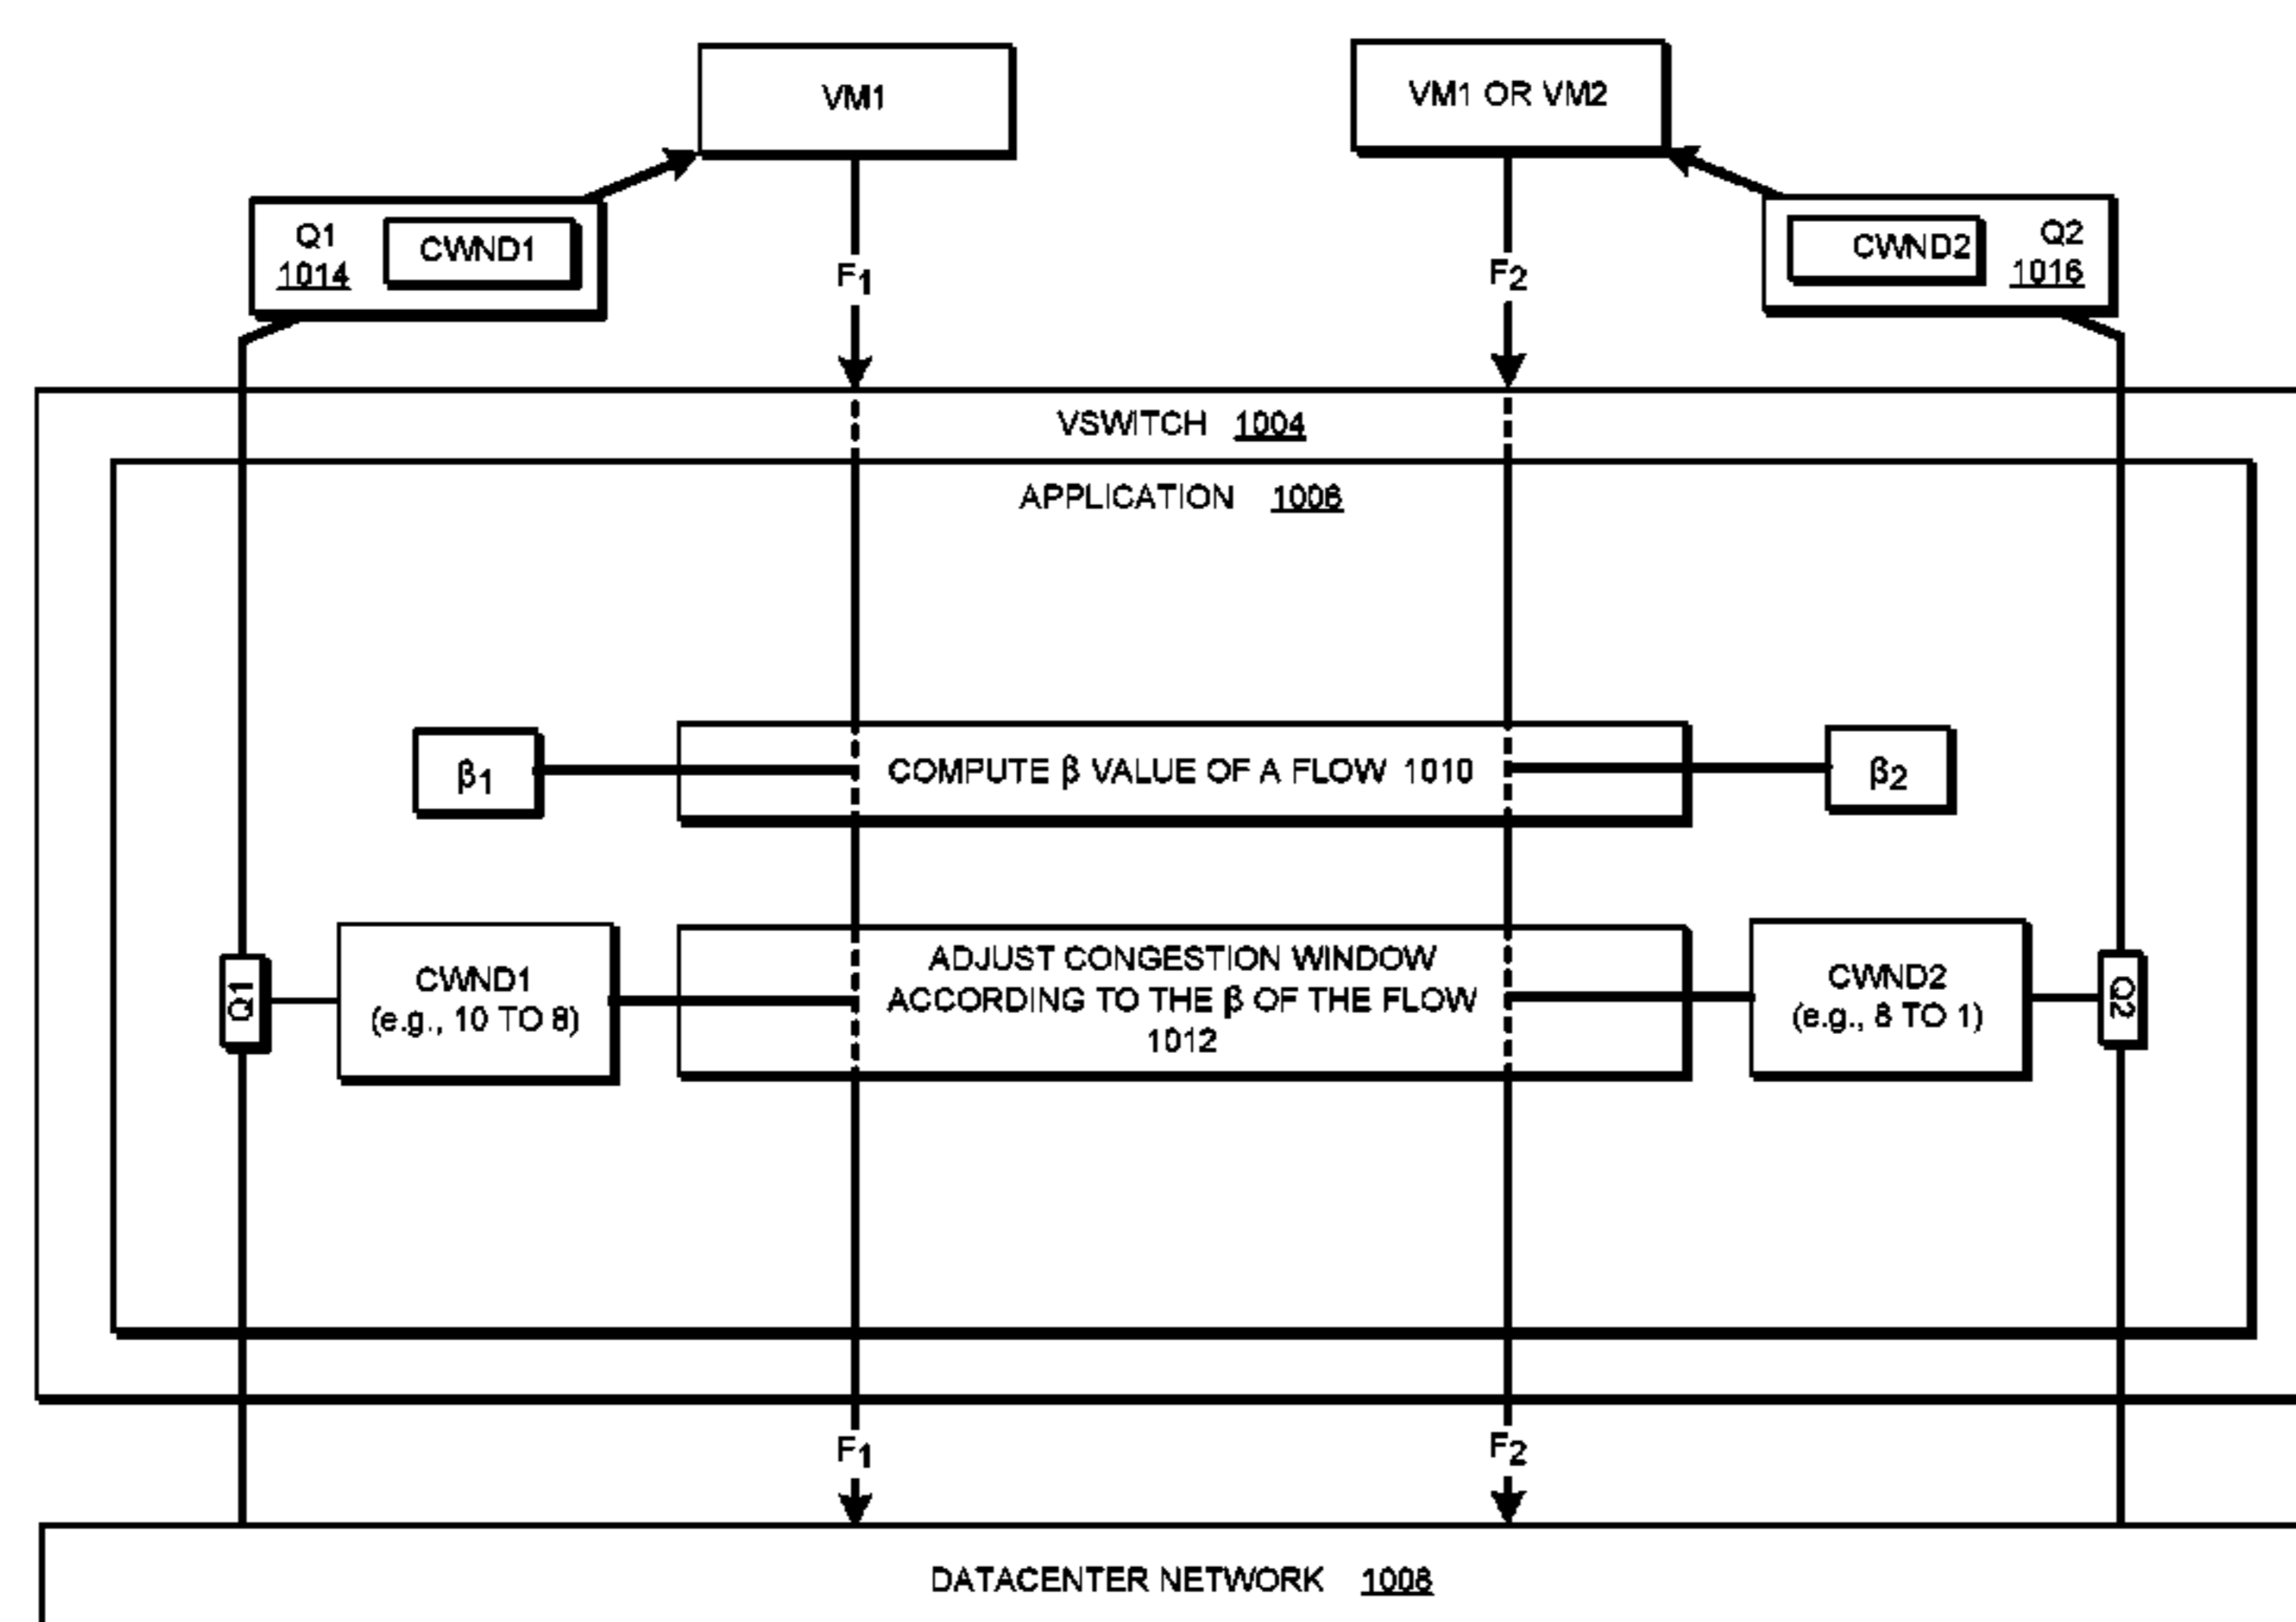 VM1
VM1 OR VM2
Q1
1014
CWND1
F1
F2
CWND2
Q2
1016
VSWITCH 1004
APPLICATION 1006
β1
COMPUTE β VALUE OF A FLOW 1010
β2
Q1
CWND1
(e.g., 10 TO 8)
ADJUST CONGESTION WINDOW
ACCORDING TO THE β OF THE FLOW
1012
CWND2
(e.g., 8 TO 1)
Q2
F1
F2
DATACENTER NETWORK 1008